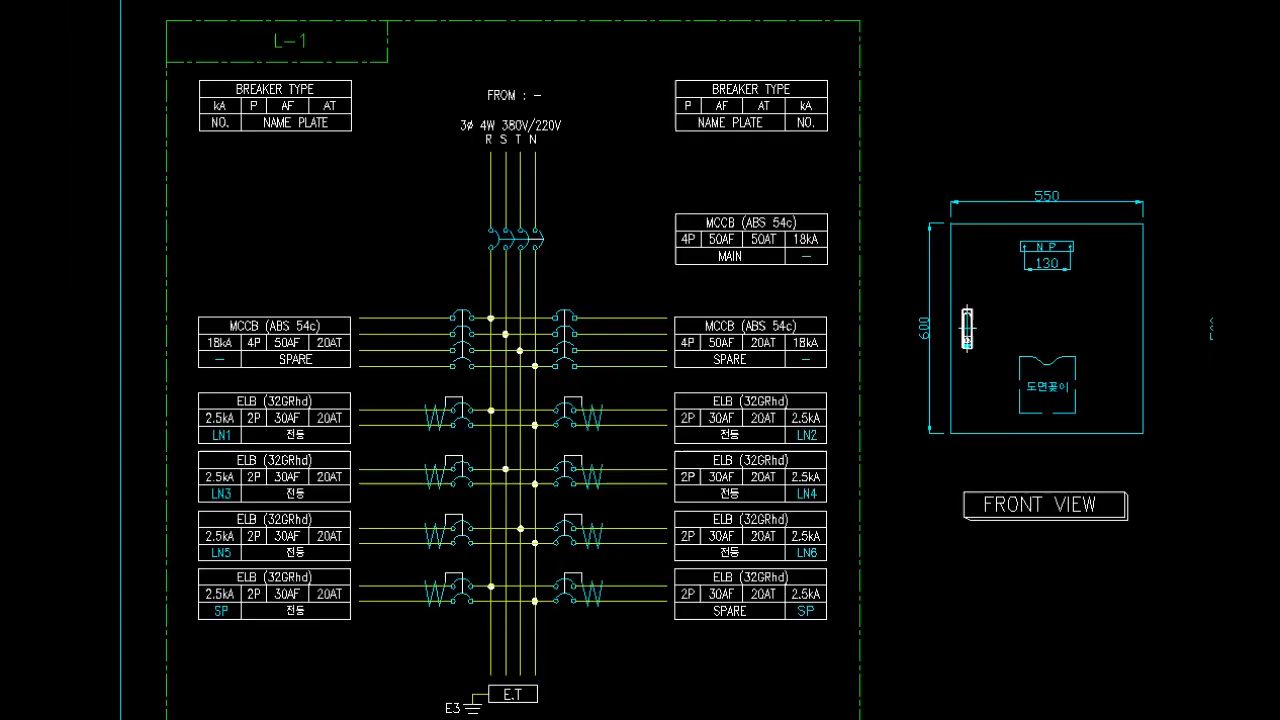 L-1
BREAKER TYPE
kA P AF AT
NO. NAME PLATE
FROM : -
3ø 4W 380V/220V
R S T N
BREAKER TYPE
P AF AT kA
NAME PLATE NO.
MCCB (ABS 54c)
4P 50AF 50AT 18kA
MAIN -
MCCB (ABS 54c)
18kA 4P 50AF 20AT
- SPARE
MCCB (ABS 54c)
4P 50AF 20AT 18kA
SPARE -
ELB (32GRhd)
2.5kA 2P 30AF 20AT
LN1 전등
ELB (32GRhd)
2P 30AF 20AT 2.5kA
전등 LN2
ELB (32GRhd)
2.5kA 2P 30AF 20AT
LN3 전등
ELB (32GRhd)
2P 30AF 20AT 2.5kA
전등 LN4
ELB (32GRhd)
2.5kA 2P 30AF 20AT
LN5 전등
ELB (32GRhd)
2P 30AF 20AT 2.5kA
전등 LN6
ELB (32GRhd)
2.5kA 2P 30AF 20AT
SP 전등
ELB (32GRhd)
2P 30AF 20AT 2.5kA
SPARE SP
E.T
E3
550
N P
130
600
도면꽂이
FRONT VIEW